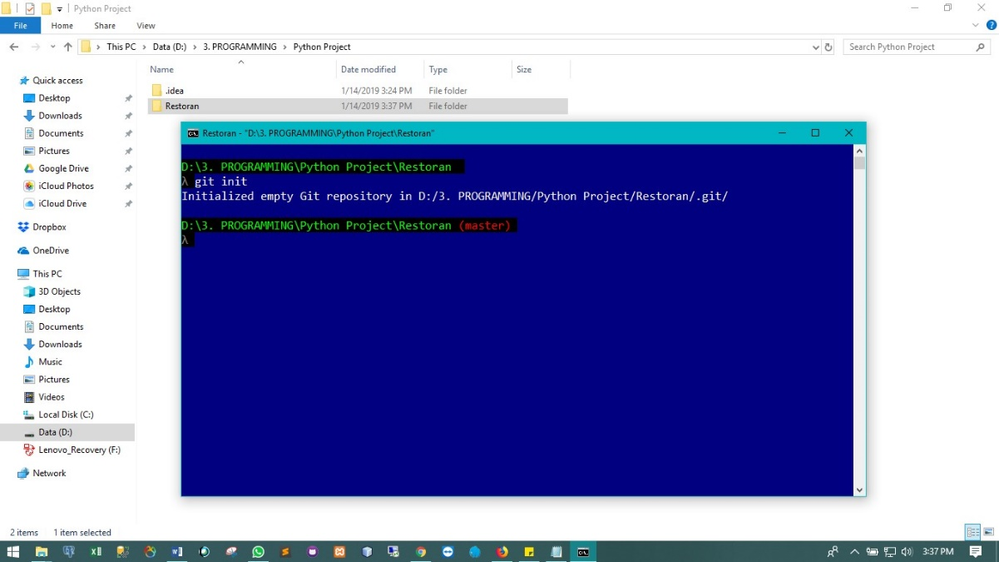 Python Project
File Home Share View
This PC > Data (D:) > 3. PROGRAMMING > Python Project
Search Python Project
Name Date modified Type Size
.idea 1/14/2019 3:24 PM File folder
Restoran 1/14/2019 3:37 PM File folder
Quick access
Desktop
Downloads
Documents
Pictures
Google Drive
iCloud Photos
iCloud Drive
Dropbox
OneDrive
This PC
3D Objects
Desktop
Documents
Downloads
Music
Pictures
Videos
Local Disk (C:)
Data (D:)
Lenovo_Recovery (F:)
Network
Restoran - "D:\3. PROGRAMMING\Python Project\Restoran"
D:\3. PROGRAMMING\Python Project\Restoran
λ git init
Initialized empty Git repository in D:/3. PROGRAMMING/Python Project/Restoran/.git/
D:\3. PROGRAMMING\Python Project\Restoran (master)
λ
2 items 1 item selected
3:37 PM